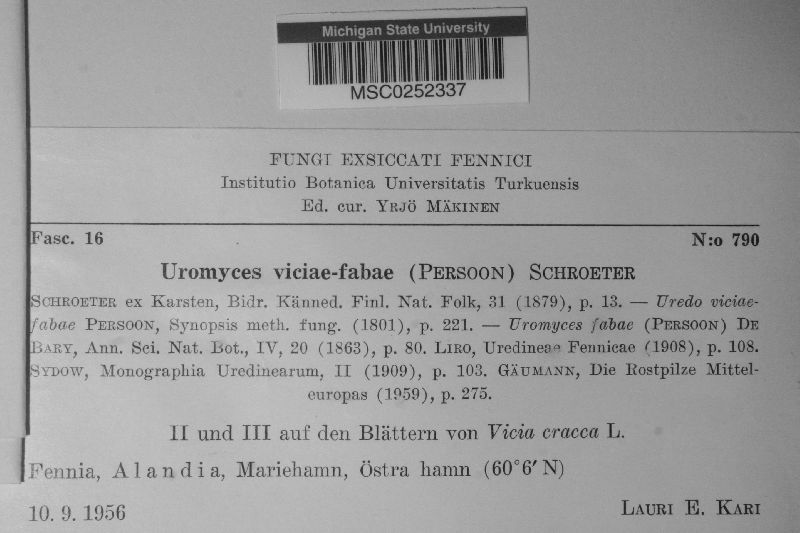 Michigan State University
MSC0252337
FUNGI EXSICCATI FENNICI
Institutio Botanica Universitatis Turkuensis
Ed. cur. YRJÖ MÄKINEN
Fasc. 16 N:o 790
Uromyces viciae-fabae (PERSOON) SCHROETER
SCHROETER ex Karsten, Bidr. Känned. Finl. Nat. Folk, 31 (1879), p. 13. — Uredo viciae-
fabae PERSOON, Synopsis meth. fung. (1801), p. 221. — Uromyces fabae (PERSOON) DE
BARY, Ann. Sci. Nat. Bot., IV, 20 (1863), p. 80. LIRO, Uredineae Fennicae (1908), p. 108.
SYDOW, Monographia Uredinearum, II (1909), p. 103. GÄUMANN, Die Rostpilze Mittel-
europas (1959), p. 275.
II und III auf den Blättern von Vicia cracca L.
Fennia, Alandia, Mariehamn, Östra hamn (60°6′ N)
10. 9. 1956 LAURI E. KARI